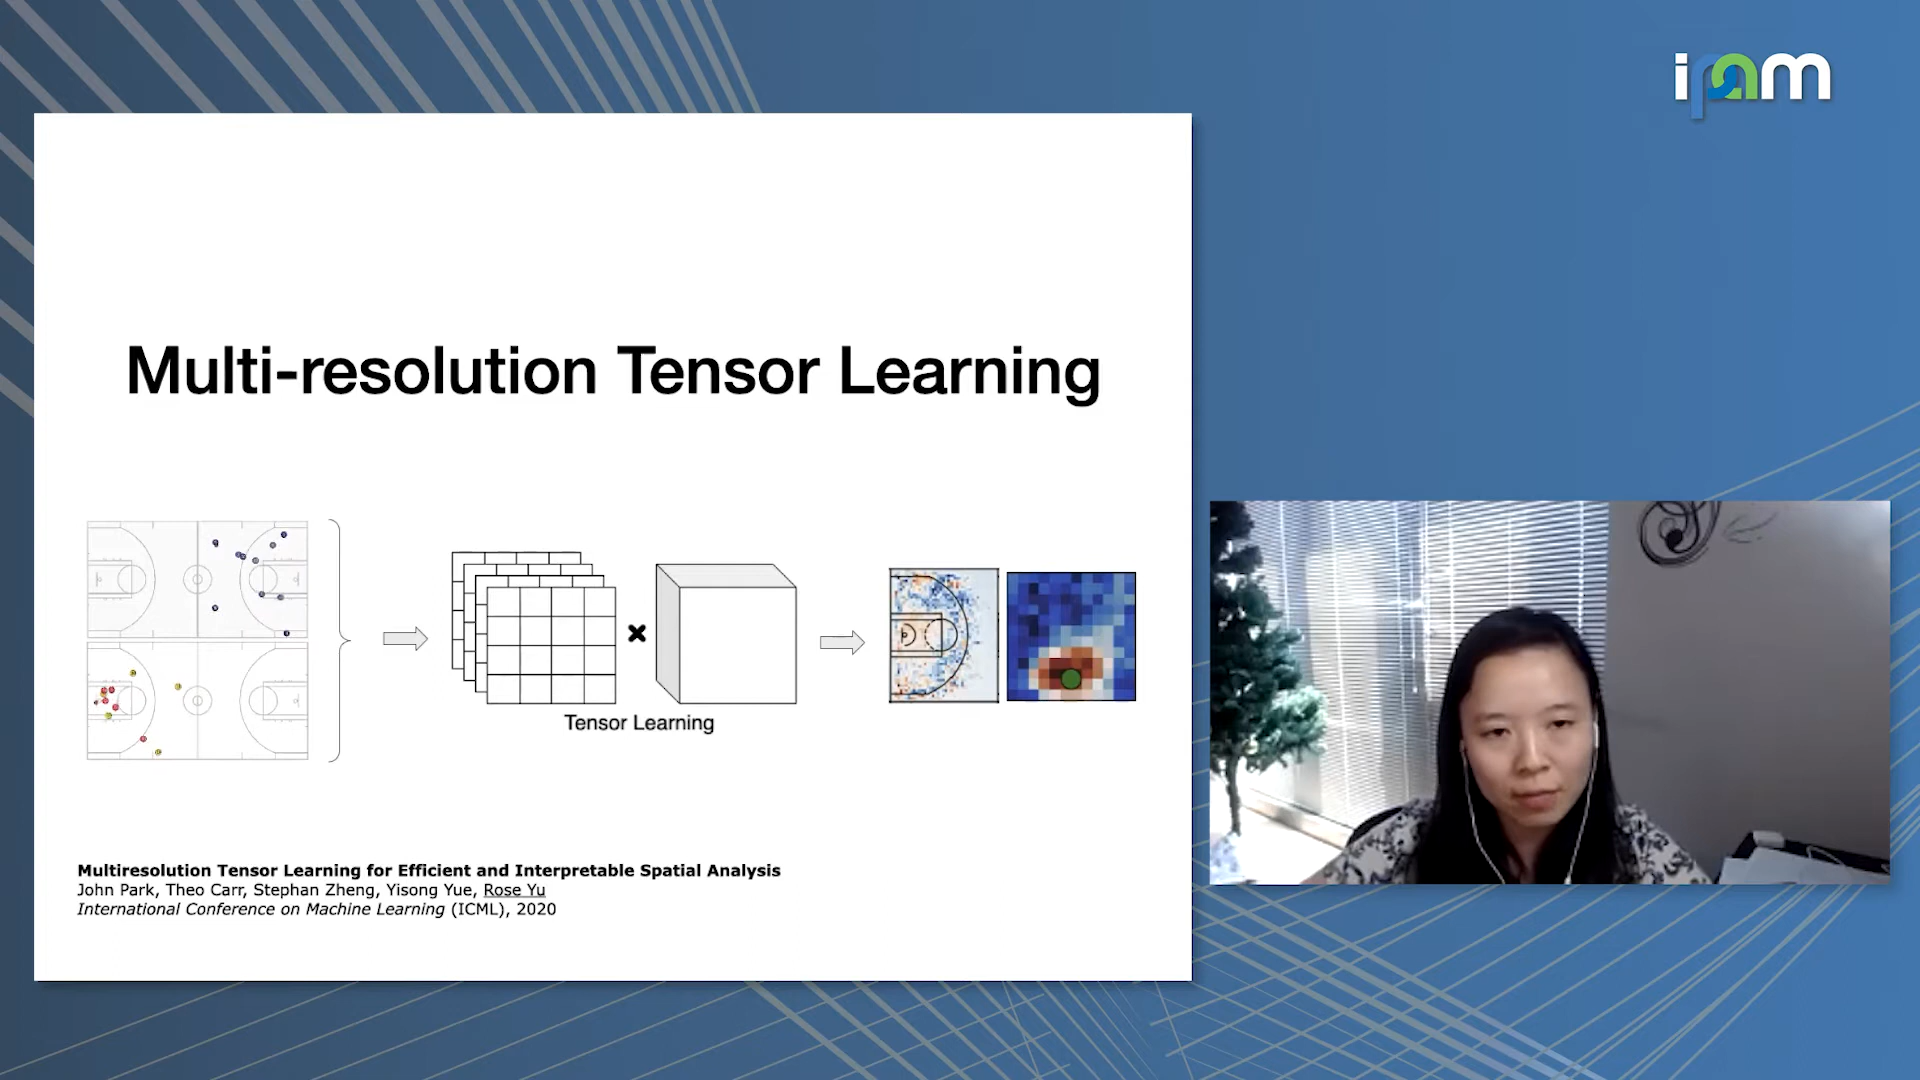 ipam
Multi-resolution Tensor Learning
Tensor Learning
Multiresolution Tensor Learning for Efficient and Interpretable Spatial Analysis
John Park, Theo Carr, Stephan Zheng, Yisong Yue, Rose Yu
International Conference on Machine Learning (ICML), 2020